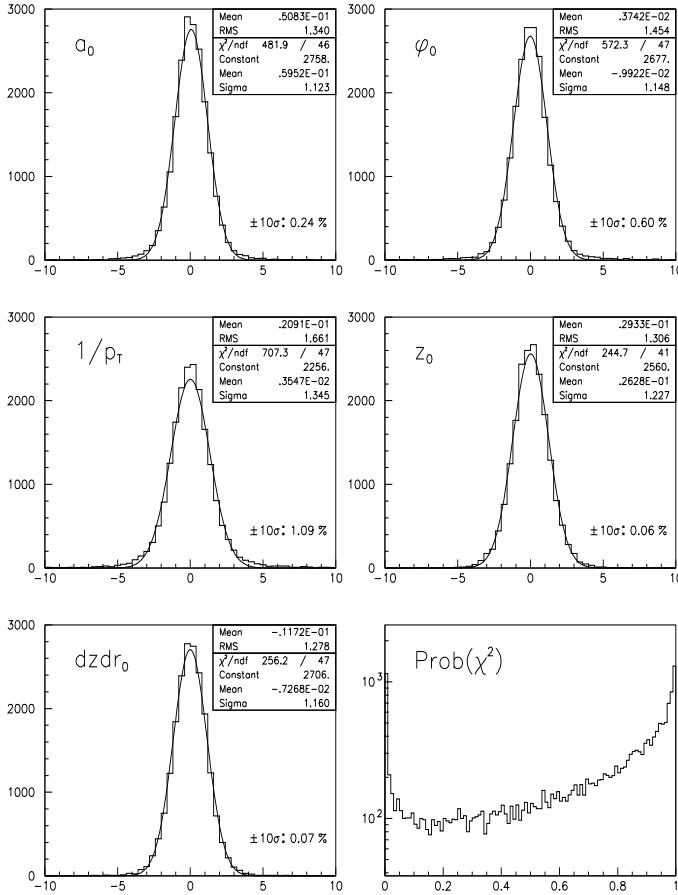 a₀
Mean .5083E-01
RMS 1.340
χ²/ndf 481.9 / 46
Constant 2758.
Mean .5952E-01
Sigma 1.123
±10σ: 0.24 %
3000
2000
1000
0
-10 -5 0 5 10
φ₀
Mean .3742E-02
RMS 1.454
χ²/ndf 572.3 / 47
Constant 2677.
Mean -.9922E-02
Sigma 1.148
±10σ: 0.60 %
3000
2000
1000
0
-10 -5 0 5 10
1/p_T
Mean .2091E-01
RMS 1.661
χ²/ndf 707.3 / 47
Constant 2256.
Mean .3547E-02
Sigma 1.345
±10σ: 1.09 %
3000
2000
1000
0
-10 -5 0 5 10
z₀
Mean .2933E-01
RMS 1.306
χ²/ndf 244.7 / 41
Constant 2560.
Mean .2628E-01
Sigma 1.227
±10σ: 0.06 %
3000
2000
1000
0
-10 -5 0 5 10
dzdr₀
Mean -.1172E-01
RMS 1.278
χ²/ndf 256.2 / 47
Constant 2706.
Mean -.7268E-02
Sigma 1.160
±10σ: 0.07 %
3000
2000
1000
0
-10 -5 0 5 10
Prob(χ²)
10³
10²
0 0.2 0.4 0.6 0.8 1